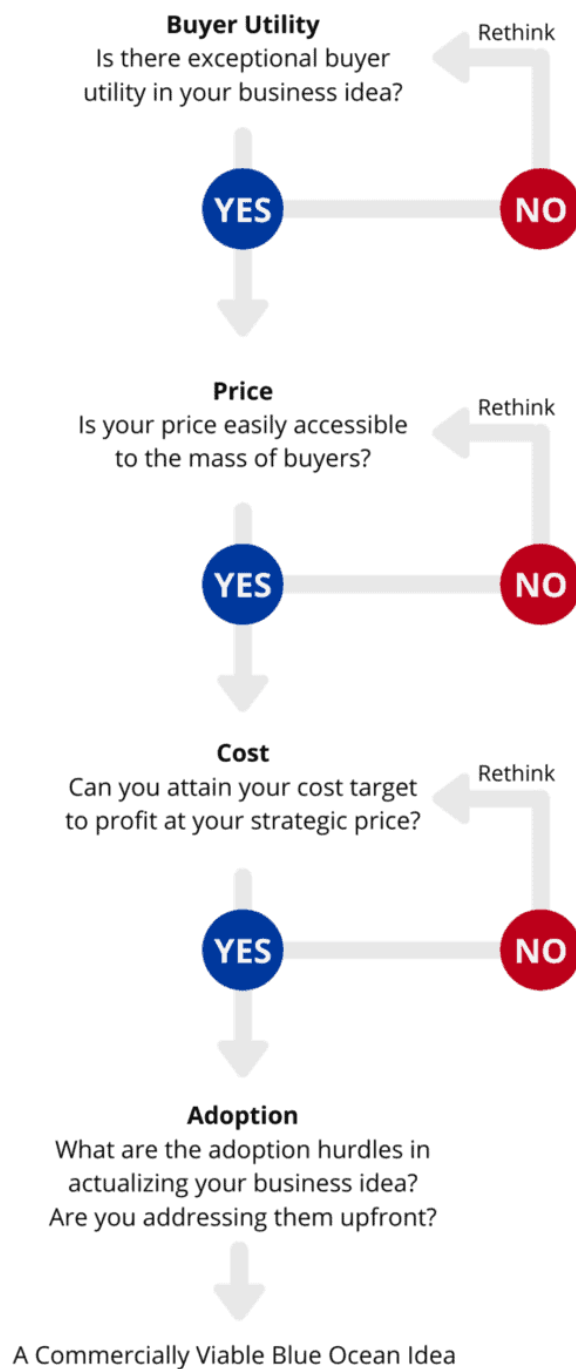 Buyer Utility
Rethink
Is there exceptional buyer
utility in your business idea?
YES
NO
Price
Rethink
Is your price easily accessible
to the mass of buyers?
YES
NO
Cost
Rethink
Can you attain your cost target
to profit at your strategic price?
YES
NO
Adoption
What are the adoption hurdles in
actualizing your business idea?
Are you addressing them upfront?
A Commercially Viable Blue Ocean Idea